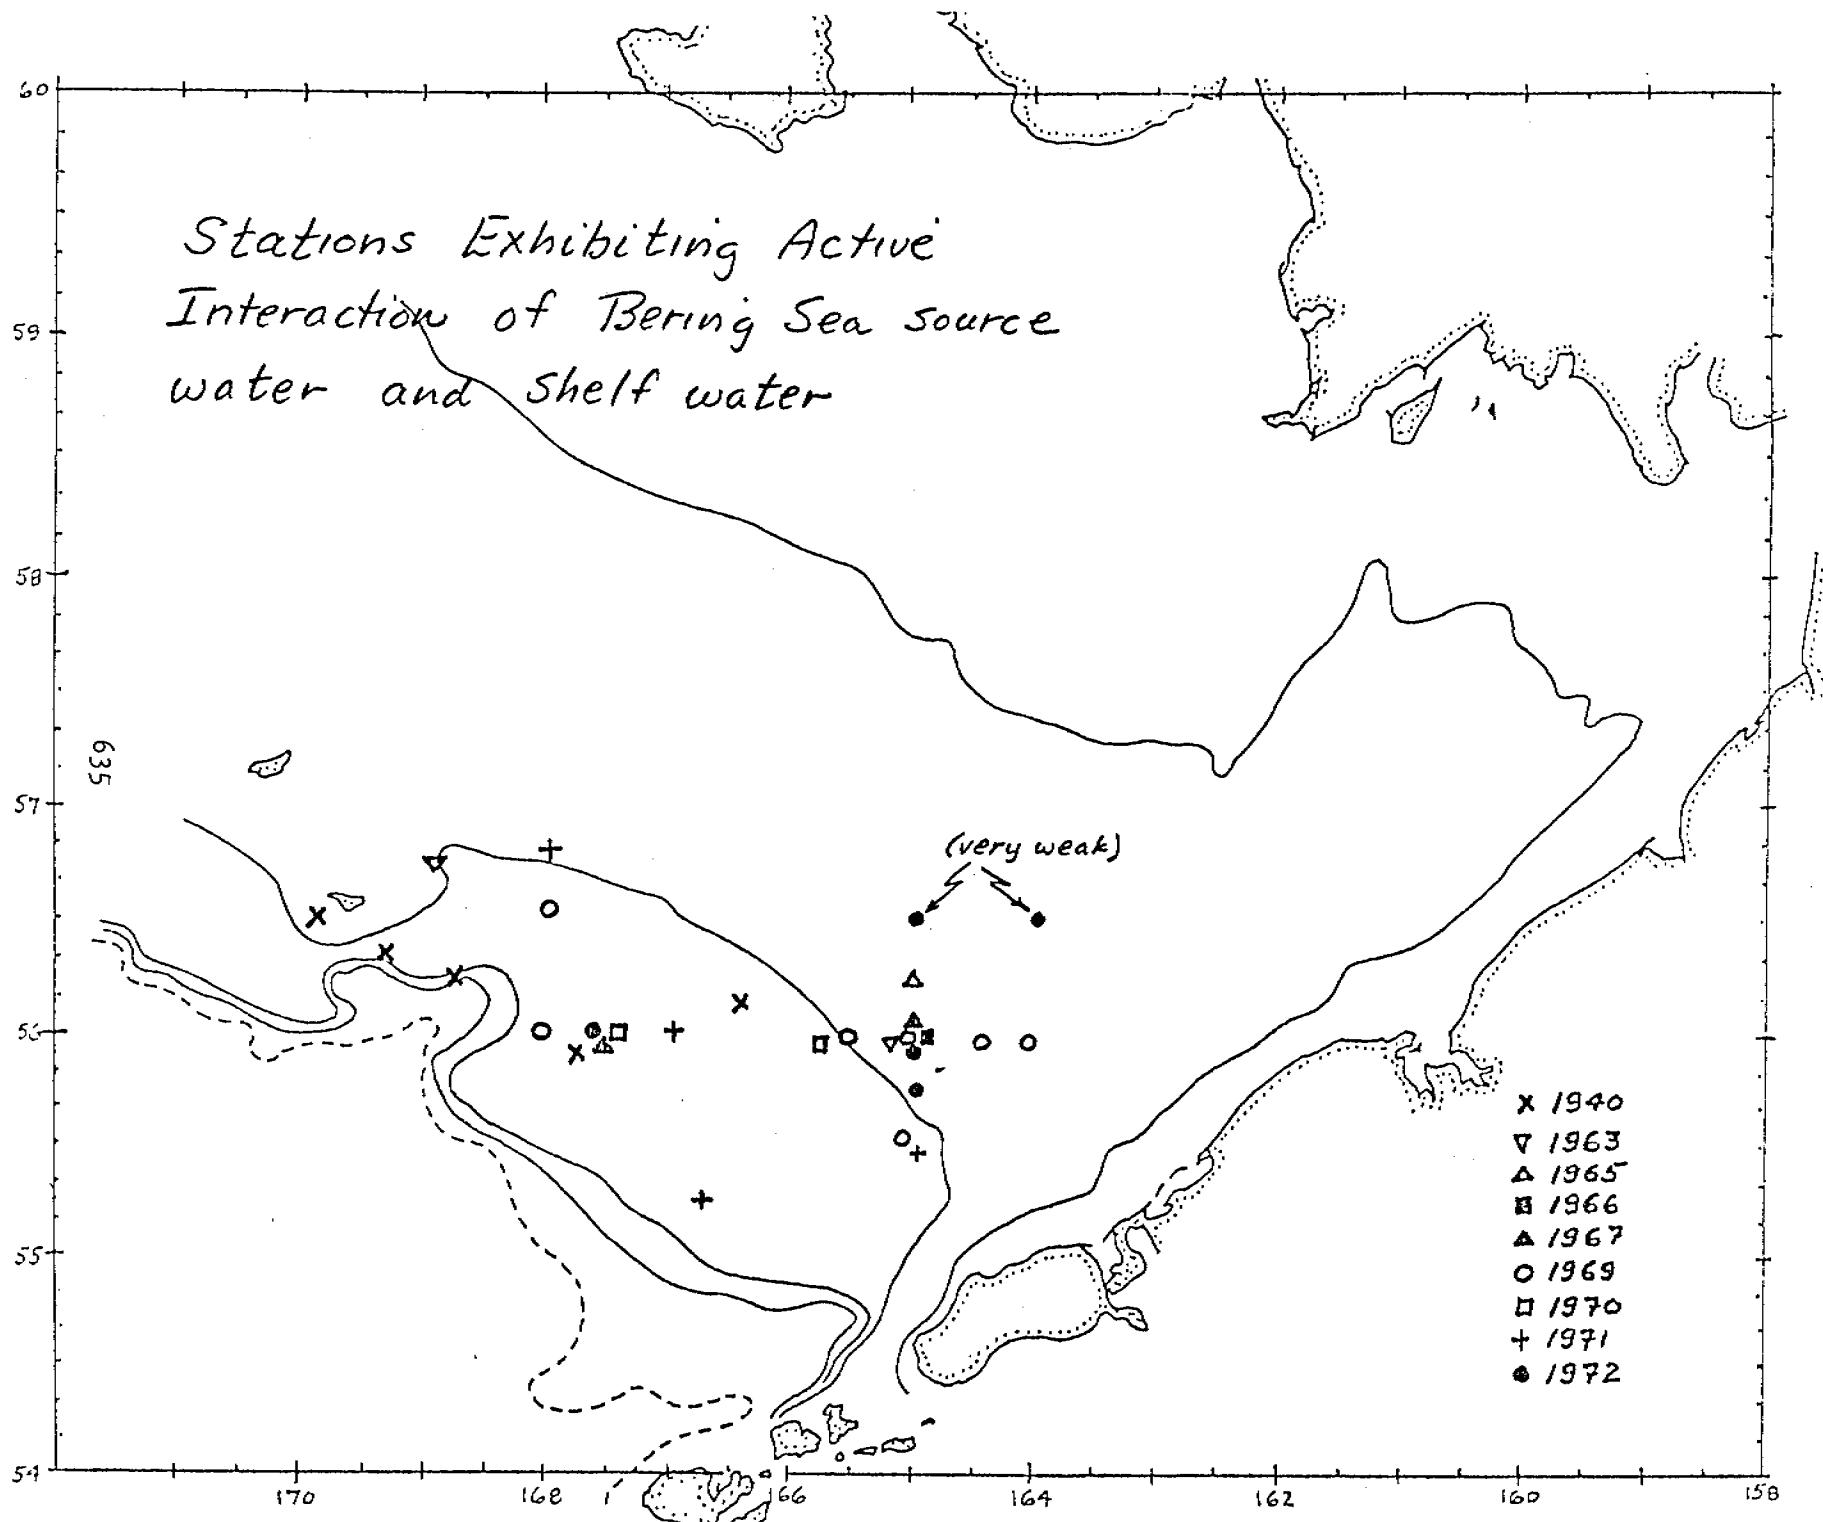 60
Stations Exhibiting Active
Interaction of Bering Sea source
59
water and shelf water
58
635
57
(very weak)
56
x 1940
▽ 1963
△ 1965
1966
55
1967
○ 1969
□ 1970
+ 1971
● 1972
54
170 168 166 164 162 160 158